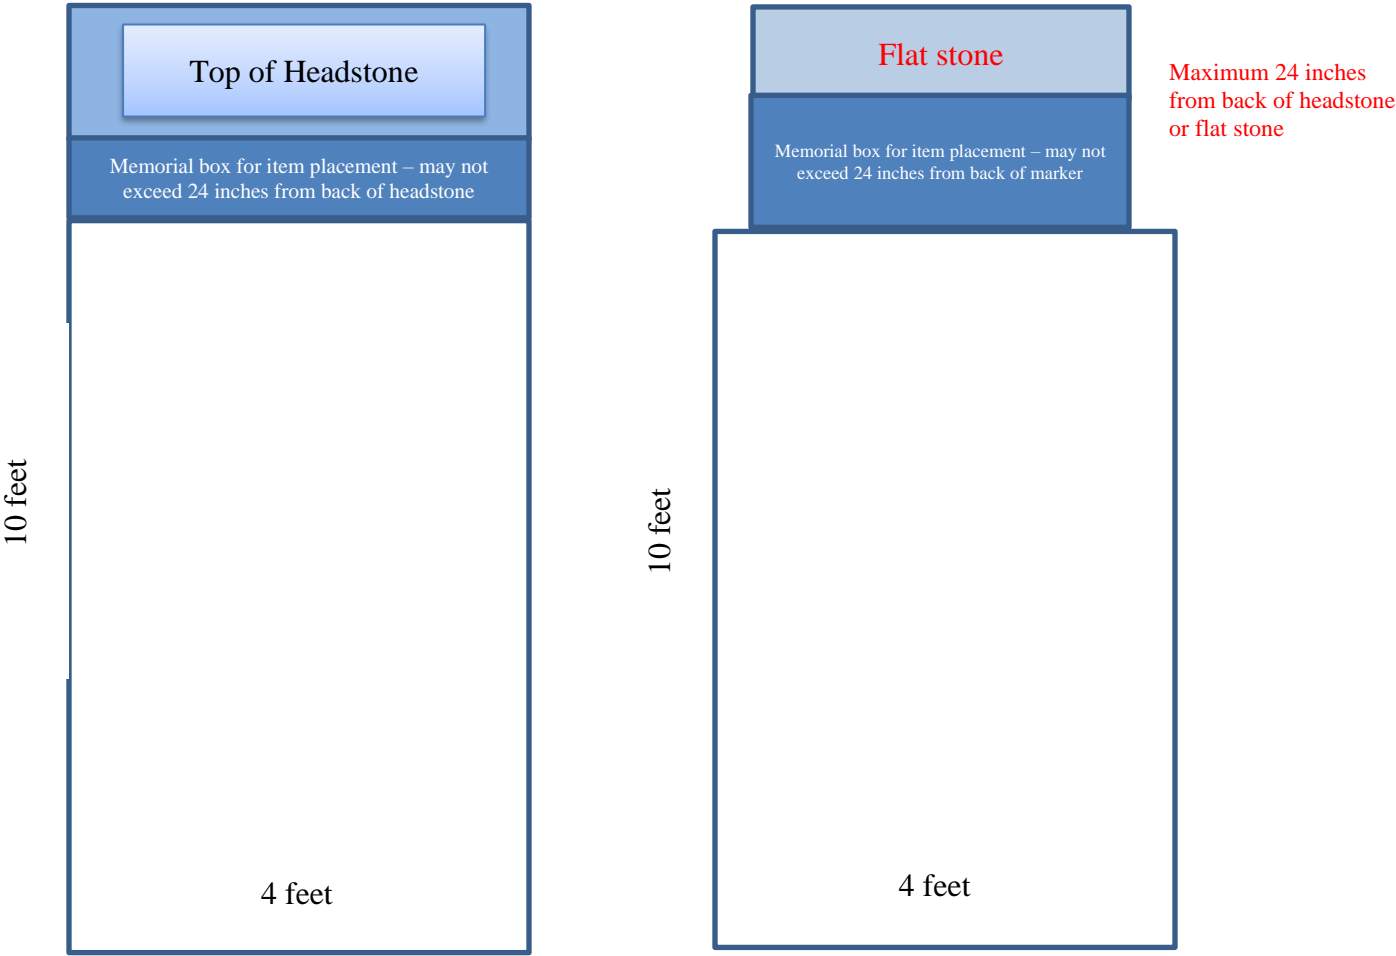 Top of Headstone
Memorial box for item placement – may not
exceed 24 inches from back of headstone
10 feet
4 feet
Flat stone
Maximum 24 inches
from back of headstone
or flat stone
Memorial box for item placement – may not
exceed 24 inches from back of marker
10 feet
4 feet